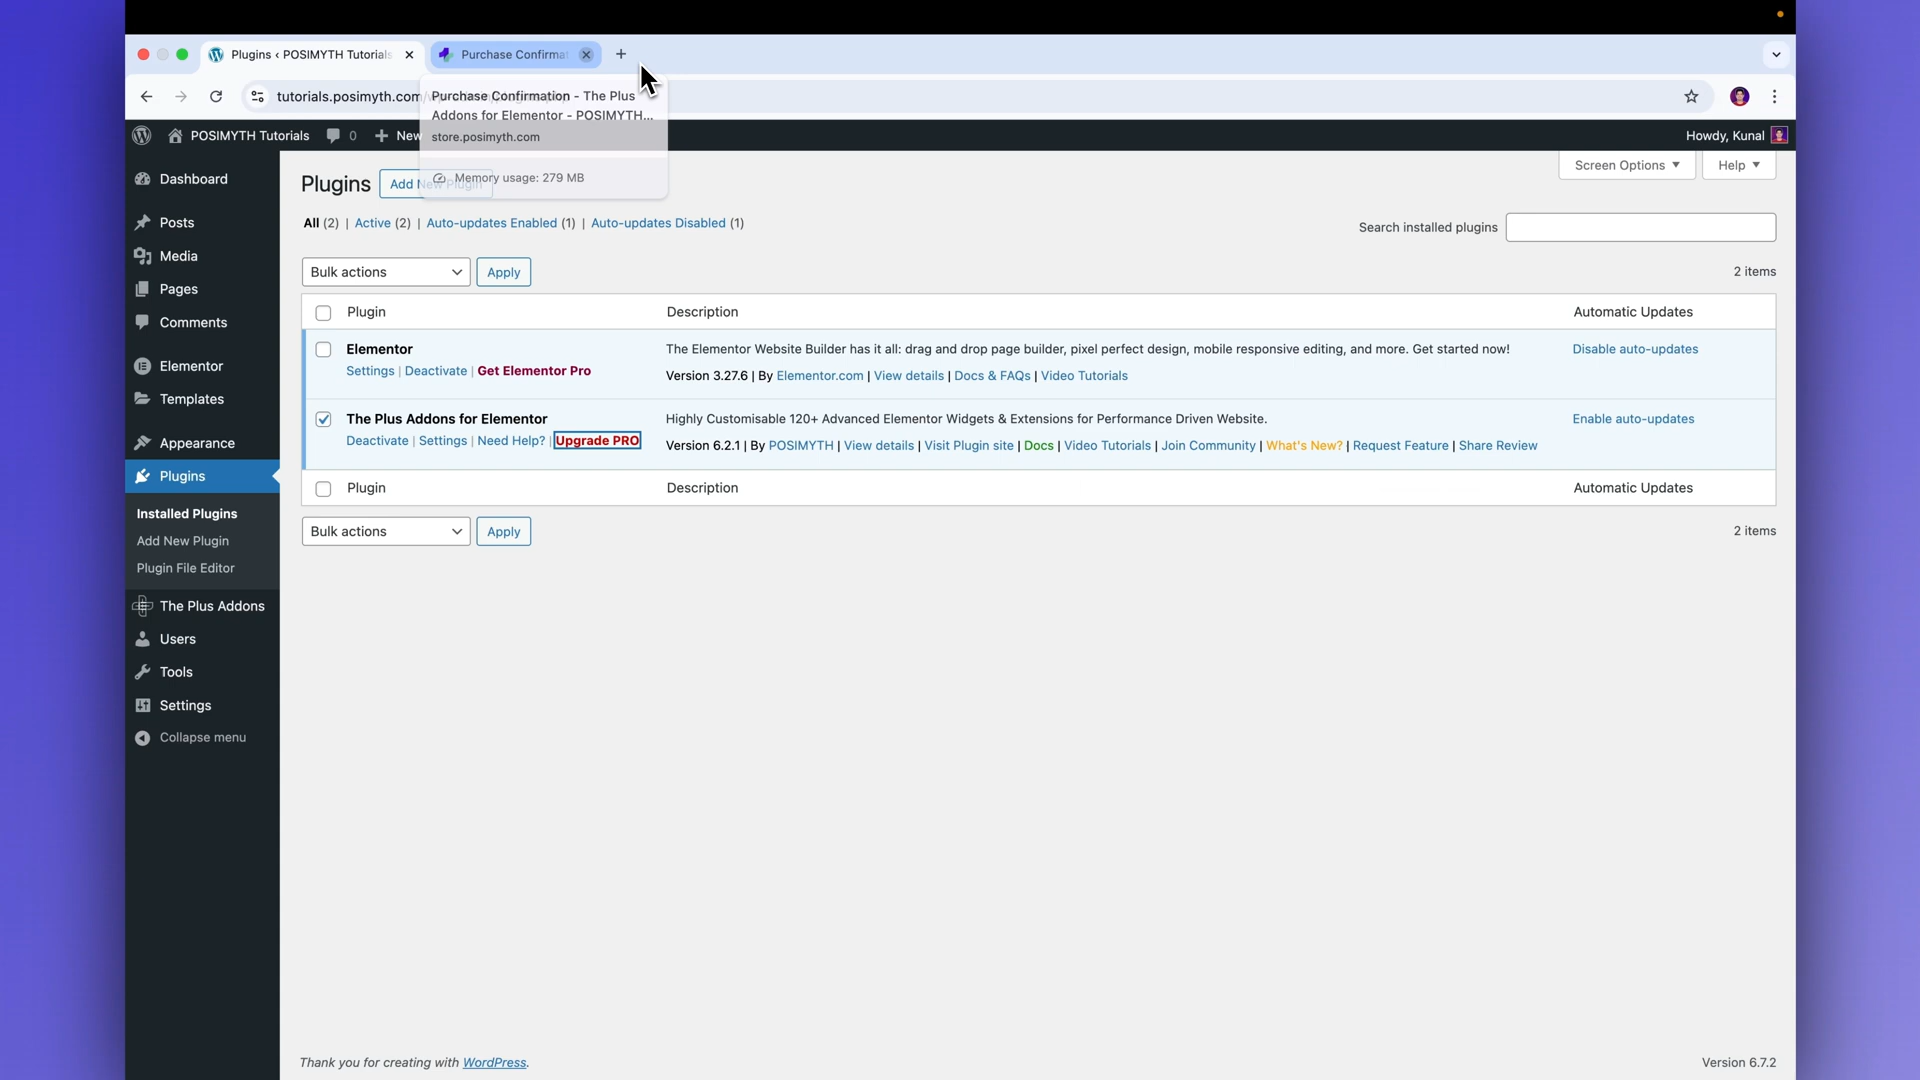 Plugins ‹ POSIMYTH Tutorials
Purchase Confirma
tutorials.posimyth.com
Purchase Confirmation - The Plus
Addons for Elementor - POSIMYTH...
store.posimyth.com
Memory usage: 279 MB
POSIMYTH Tutorials
0
New
Howdy, Kunal
Screen Options
Help
Plugins
Add New Plugin
All (2) | Active (2) | Auto-updates Enabled (1) | Auto-updates Disabled (1)
Search installed plugins
Bulk actions
Apply
2 items
Plugin
Description
Automatic Updates
Elementor
Settings | Deactivate | Get Elementor Pro
The Elementor Website Builder has it all: drag and drop page builder, pixel perfect design, mobile responsive editing, and more. Get started now!
Version 3.27.6 | By Elementor.com | View details | Docs & FAQs | Video Tutorials
Disable auto-updates
The Plus Addons for Elementor
Deactivate | Settings | Need Help? | Upgrade PRO
Highly Customisable 120+ Advanced Elementor Widgets & Extensions for Performance Driven Website.
Version 6.2.1 | By POSIMYTH | View details | Visit Plugin site | Docs | Video Tutorials | Join Community | What's New? | Request Feature | Share Review
Enable auto-updates
Plugin
Description
Automatic Updates
Bulk actions
Apply
2 items
Dashboard
Posts
Media
Pages
Comments
Elementor
Templates
Appearance
Plugins
Installed Plugins
Add New Plugin
Plugin File Editor
The Plus Addons
Users
Tools
Settings
Collapse menu
Thank you for creating with WordPress.
Version 6.7.2